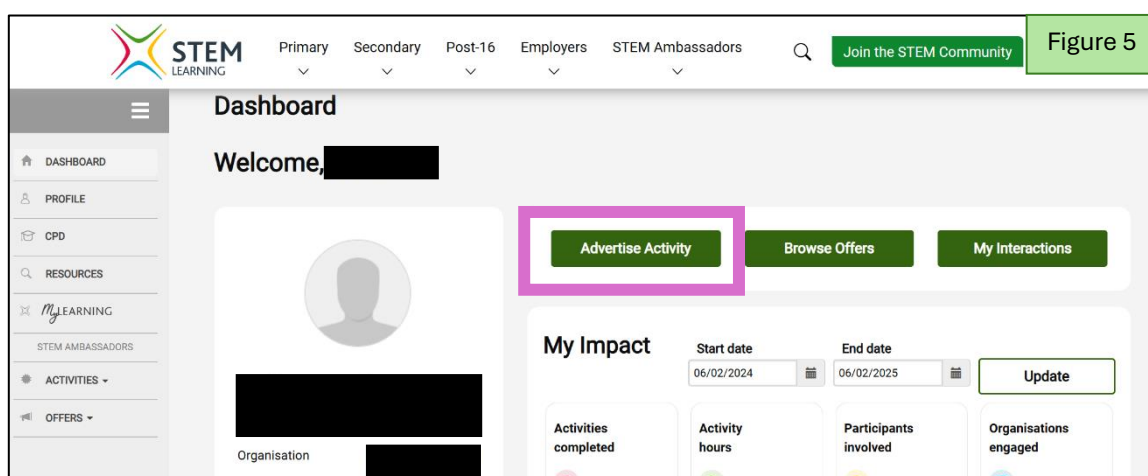 STEM
LEARNING
Primary Secondary Post-16 Employers STEM Ambassadors Join the STEM Community
Figure 5
Dashboard
Welcome,
DASHBOARD
PROFILE
CPD
RESOURCES
MyLEARNING
STEM AMBASSADORS
ACTIVITIES
OFFERS
Organisation
Advertise Activity Browse Offers My Interactions
My Impact
Start date End date
06/02/2024 06/02/2025 Update
Activities completed
Activity hours
Participants involved
Organisations engaged